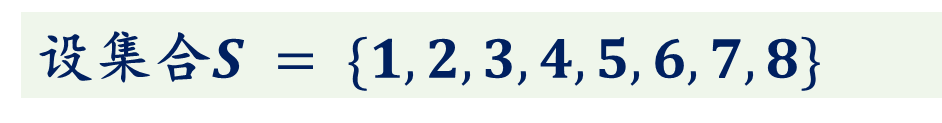 设集合S = {1,2,3,4,5,6,7,8}